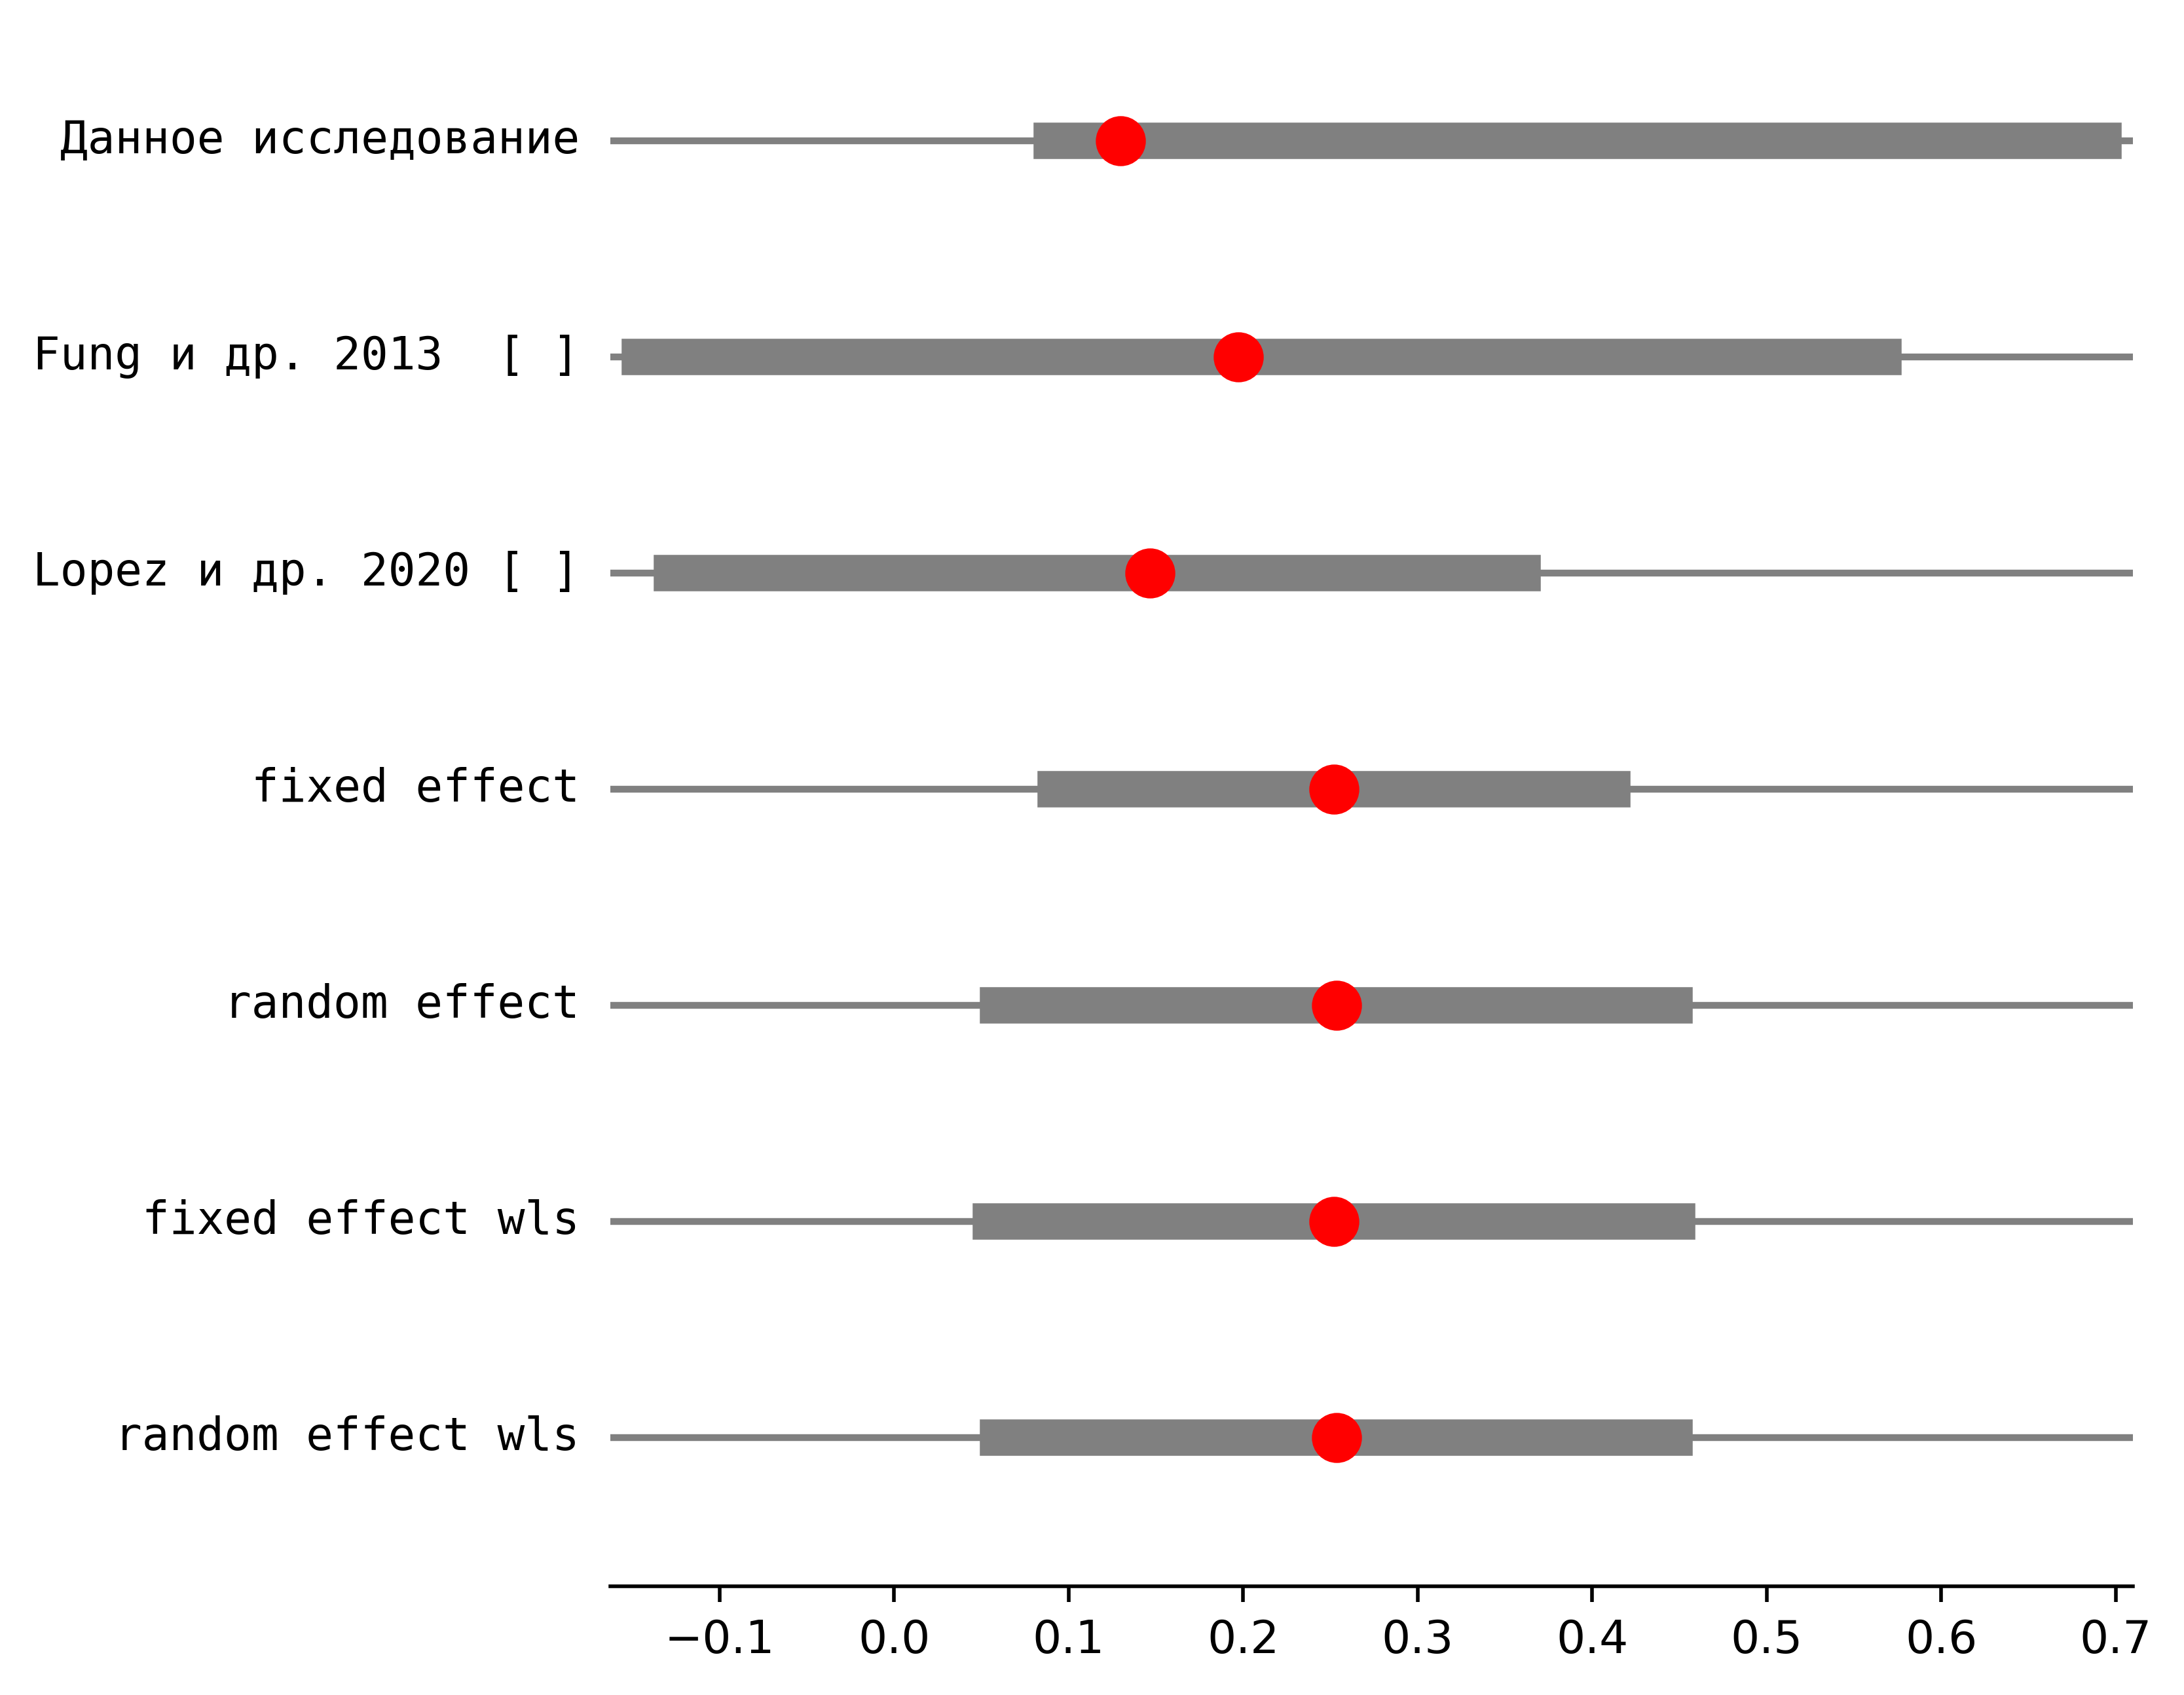 Данное исследование
Fung и др. 2013  [ ]
Lopez и др. 2020 [ ]
fixed effect
random effect
fixed effect wls
random effect wls
−0.1 0.0 0.1 0.2 0.3 0.4 0.5 0.6 0.7